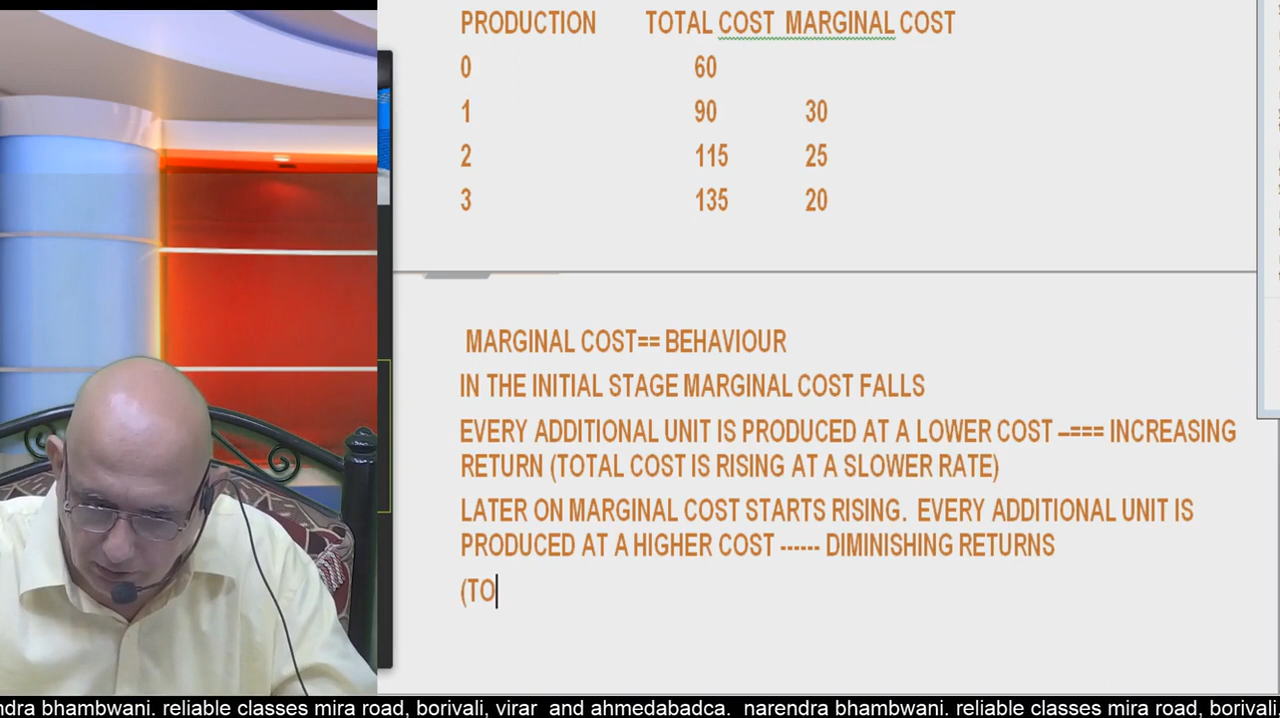 PRODUCTION TOTAL COST MARGINAL COST
0 60
1 90 30
2 115 25
3 135 20
MARGINAL COST== BEHAVIOUR
IN THE INITIAL STAGE MARGINAL COST FALLS
EVERY ADDITIONAL UNIT IS PRODUCED AT A LOWER COST –=== INCREASING
RETURN (TOTAL COST IS RISING AT A SLOWER RATE)
LATER ON MARGINAL COST STARTS RISING. EVERY ADDITIONAL UNIT IS
PRODUCED AT A HIGHER COST ------ DIMINISHING RETURNS
(TO
ndra bhambwani. reliable classes mira road, borivali, virar and ahmedabadca. narendra bhambwani. reliable classes mira road, borivali,